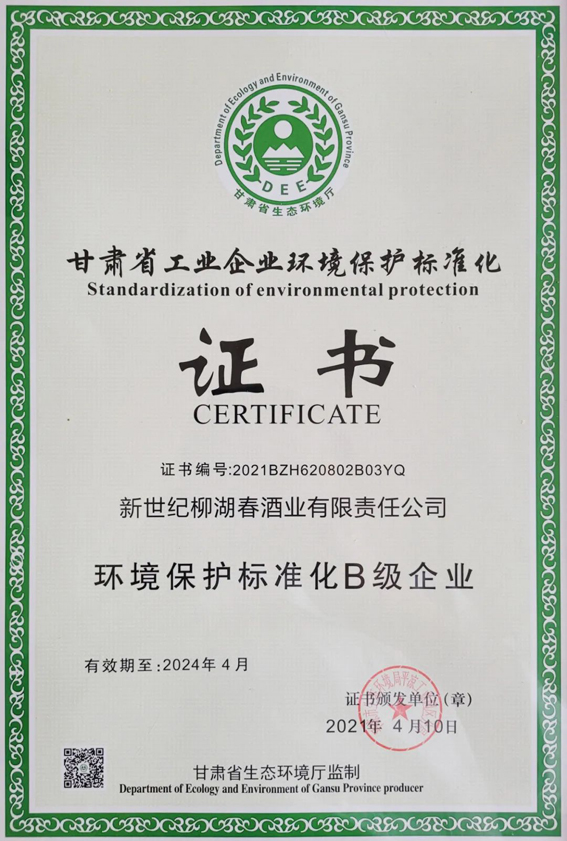 Department of Ecology and Environment of Gansu Province
DEE
甘肃省生态环境厅
甘肃省工业企业环境保护标准化
Standardization of environmental protection
证 书
CERTIFICATE
证书编号:2021BZH620802B03YQ
新世纪柳湖春酒业有限责任公司
环境保护标准化B级企业
有效期至:2024年4月
证书颁发单位(章)
2021年 4月10日
甘肃省生态环境厅监制
Department of Ecology and Environment of Gansu Province producer